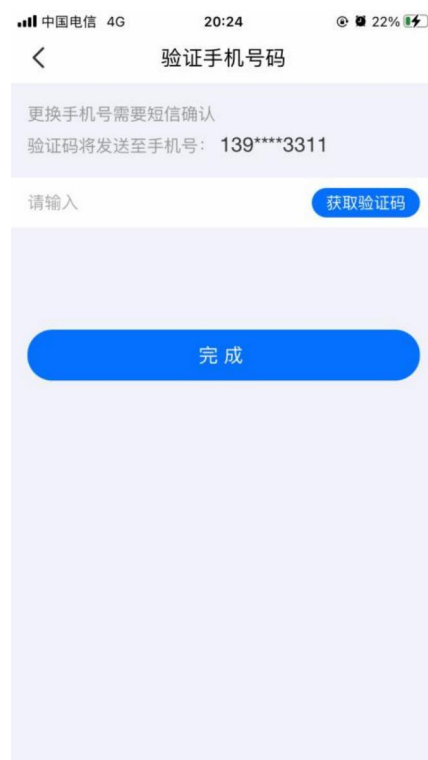 中国电信 4G 20:24 22%
验证手机号码
更换手机号需要短信确认
验证码将发送至手机号： 139****3311
请输入 获取验证码
完成